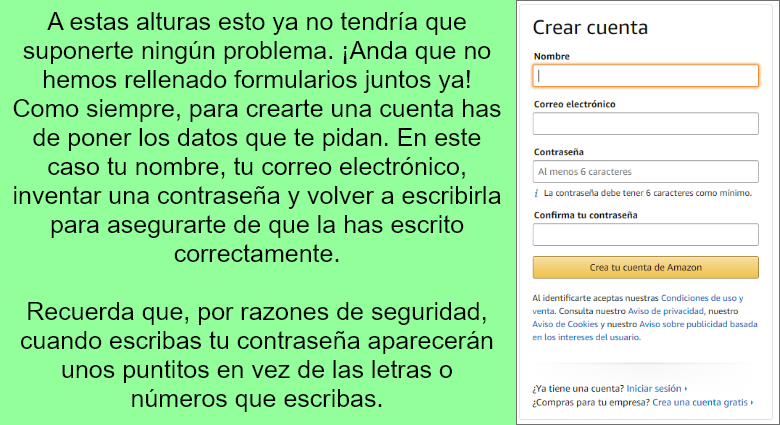 A estas alturas esto ya no tendría que
suponerte ningún problema. ¡Anda que no
hemos rellenado formularios juntos ya!
Como siempre, para crearte una cuenta has
de poner los datos que te pidan. En este
caso tu nombre, tu correo electrónico,
inventar una contraseña y volver a escribirla
para asegurarte de que la has escrito
correctamente.
Recuerda que, por razones de seguridad,
cuando escribas tu contraseña aparecerán
unos puntitos en vez de las letras o
números que escribas.
Crear cuenta
Nombre
Correo electrónico
Contraseña
Al menos 6 caracteres
i La contraseña debe tener 6 caracteres como mínimo.
Confirma tu contraseña
Crea tu cuenta de Amazon
Al identificarte aceptas nuestras Condiciones de uso y
venta. Consulta nuestro Aviso de privacidad, nuestro
Aviso de Cookies y nuestro Aviso sobre publicidad basada
en los intereses del usuario.
¿Ya tiene una cuenta? Iniciar sesión
¿Compras para tu empresa? Crea una cuenta gratis